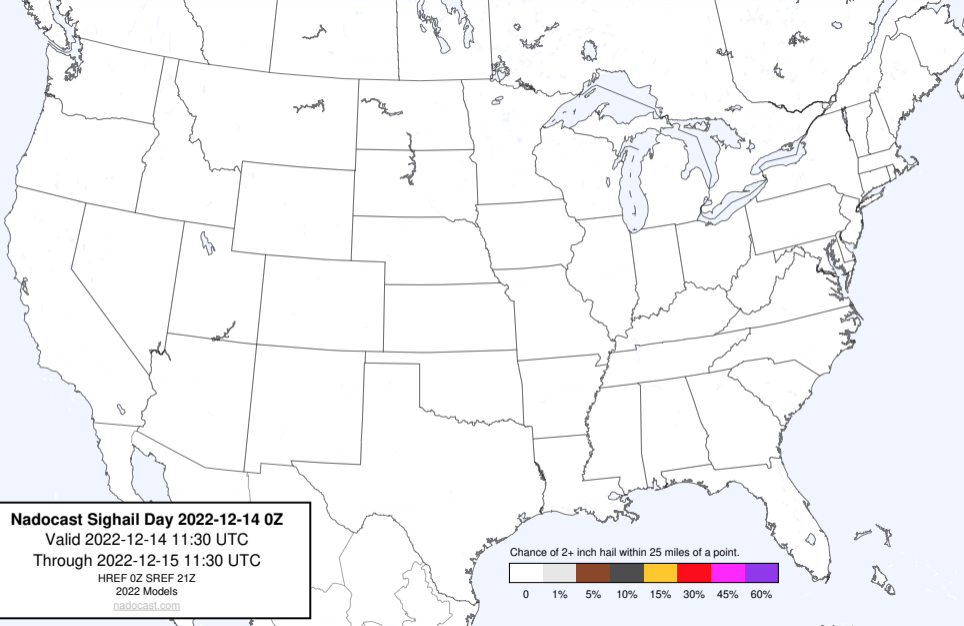 Nadocast Sighail Day 2022-12-14 0Z
Valid 2022-12-14 11:30 UTC
Through 2022-12-15 11:30 UTC
HREF 0Z SREF 21Z
2022 Models
nadocast.com
Chance of 2+ inch hail within 25 miles of a point.
0 1% 5% 10% 15% 30% 45% 60%